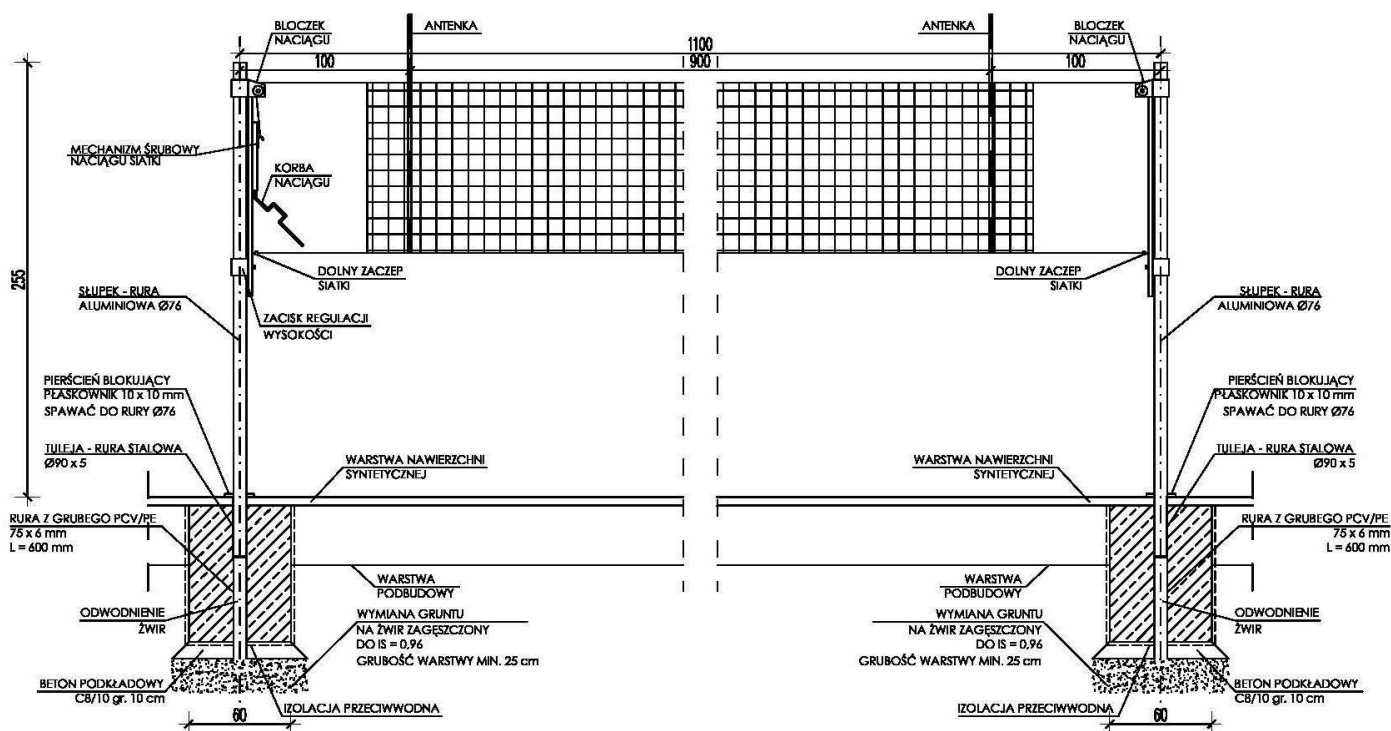 BLOCZEK
NACIĄGU
ANTENKA
ANTENKA
BLOCZEK
NACIĄGU
1100
100
900
100
255
MECHANIZM ŚRUBOWY
NACIĄGU SIATKI
KORBA
NACIĄGU
DOLNY ZACZEP
SIATKI
DOLNY ZACZEP
SIATKI
SŁUPEK - RURA
ALUMINIOWA Ø76
ZACISK REGULACJI
WYSOKOŚCI
SŁUPEK - RURA
ALUMINIOWA Ø76
PIERSCIEŃ BLOKUJĄCY
PŁASKOWNIK 10 x 10 mm
SPAWAĆ DO RURY Ø76
PIERSCIEŃ BLOKUJĄCY
PŁASKOWNIK 10 x 10 mm
SPAWAĆ DO RURY Ø76
TULEJA - RURA STALOWA
Ø90 x 5
WARSTWA NAWIERZCHNI
SYNTETYCZNEJ
WARSTWA NAWIERZCHNI
SYNTETYCZNEJ
TULEJA - RURA STALOWA
Ø90 x 5
RURA Z GRUBEGO PCV/PE
75 x 6 mm
L = 600 mm
RURA Z GRUBEGO PCV/PE
75 x 6 mm
L = 600 mm
WARSTWA
PODBUDOWY
WARSTWA
PODBUDOWY
ODWODNIENIE
ŻWIR
WYMIANA GRUNTU
NA ŻWIR ZAGĘSZCZONY
DO IS = 0,96
GRUBOŚĆ WARSTWY MIN. 25 cm
WYMIANA GRUNTU
NA ŻWIR ZAGĘSZCZONY
DO IS = 0,96
GRUBOŚĆ WARSTWY MIN. 25 cm
ODWODNIENIE
ŻWIR
BETON PODKŁADOWY
C8/10 gr. 10 cm
IZOLACJA PRZECIWWODNA
IZOLACJA PRZECIWWODNA
BETON PODKŁADOWY
C8/10 gr. 10 cm
60
60